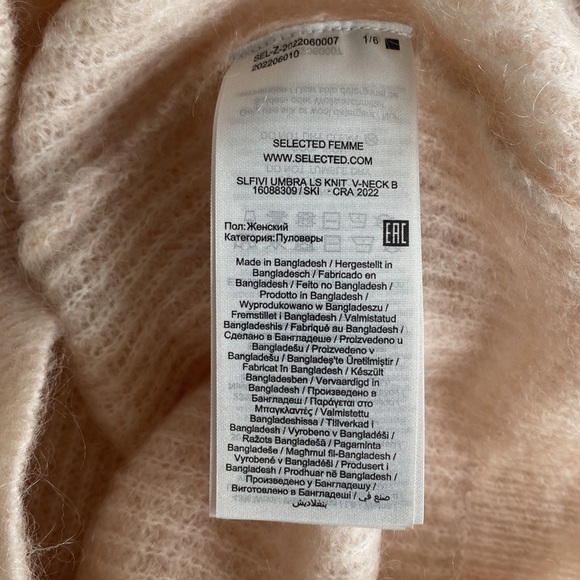 SEL-Z-2022060007 1/6
202206010
SELECTED FEMME
WWW.SELECTED.COM
SLFIVI UMBRA LS KNIT V-NECK B
16088309 / SKI - CRA 2022
Пол: Женский
Категория: Пуловеры
EAC
Made in Bangladesh / Hergestellt in
Bangladesch / Fabricado en
Bangladesh / Feito no Bangladesh /
Prodotto in Bangladesh /
Wyprodukowano w Bangladeszu /
Fremstillet i Bangladesh / Valmistatud
Bangladeshis / Fabriqué au Bangladesh /
Сделано в Бангладеше / Proizvedeno u
Bangladešu / Proizvedeno v
Bangladešu / Bangladeş'te Üretilmiştir /
Fabricat în Bangladesh / Készült
Bangladesben / Vervaardigd in
Bangladesh / Произведено в
Бангладеш / Παράγεται στο
Μπαγκλαντές / Valmistettu
Bangladeshissa / Tillverkad i
Bangladesh / Vyrobeno v Bangladéši /
Ražots Bangladešā / Pagaminta
Bangladeše / Magħmul fil-Bangladesh /
Vyrobené v Bangladéši / Produsert i
Bangladesh / Prodhuar në Bangladesh /
Произведено у Бангладешу /
Виготовлено в Бангладеші / صنع في
بنغلاديش